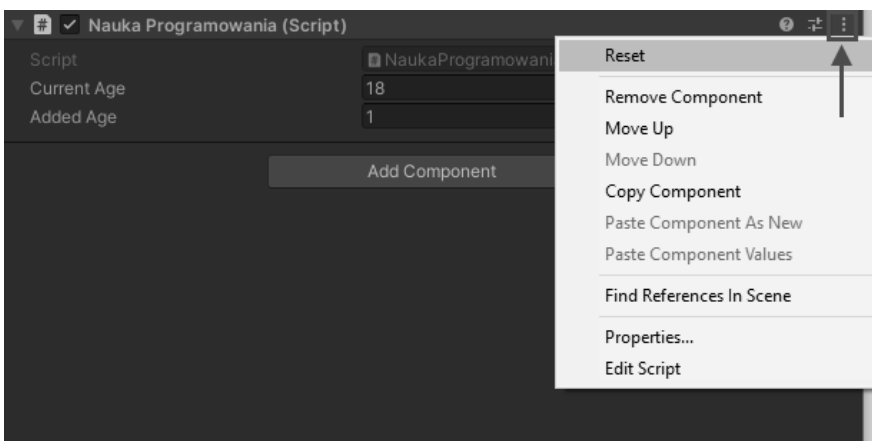 # Nauka Programowania (Script)
Script NaukaProgramowani
Current Age 18
Added Age 1
Add Component
Reset
Remove Component
Move Up
Move Down
Copy Component
Paste Component As New
Paste Component Values
Find References In Scene
Properties...
Edit Script